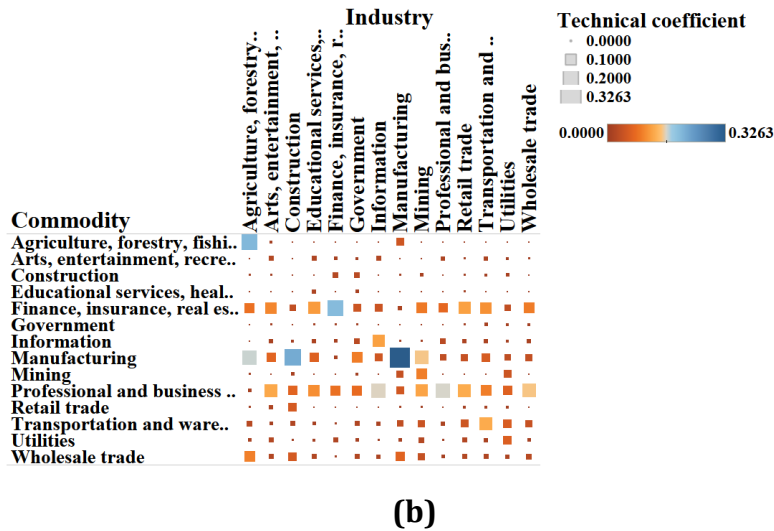 Industry
Technical coefficient
0.0000
0.1000
0.2000
0.3263
0.0000 0.3263
Commodity
Agriculture, forestry..
Arts, entertainment, ..
Construction
Educational services,..
Finance, insurance, r..
Government
Information
Manufacturing
Mining
Professional and bus..
Retail trade
Transportation and ..
Utilities
Wholesale trade
Agriculture, forestry, fishi..
Arts, entertainment, recre..
Construction
Educational services, heal..
Finance, insurance, real es..
Government
Information
Manufacturing
Mining
Professional and business ..
Retail trade
Transportation and ware..
Utilities
Wholesale trade
(b)